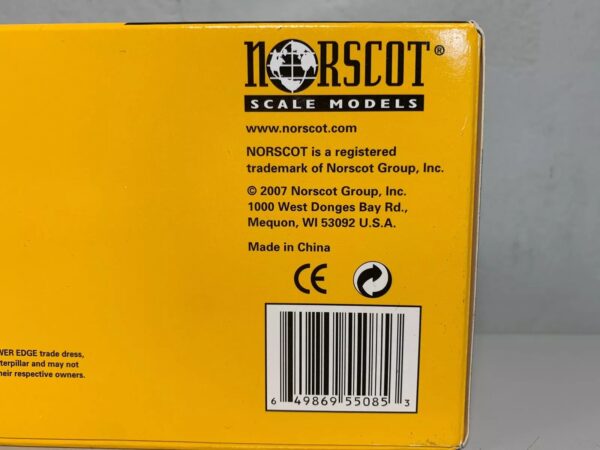 NORSCOT®
SCALE MODELS
www.norscot.com
NORSCOT is a registered
trademark of Norscot Group, Inc.
© 2007 Norscot Group, Inc.
1000 West Donges Bay Rd.,
Mequon, WI 53092 U.S.A.
Made in China
CE
6 49869 55085 3
WER EDGE trade dress,
terpillar and may not
heir respective owners.